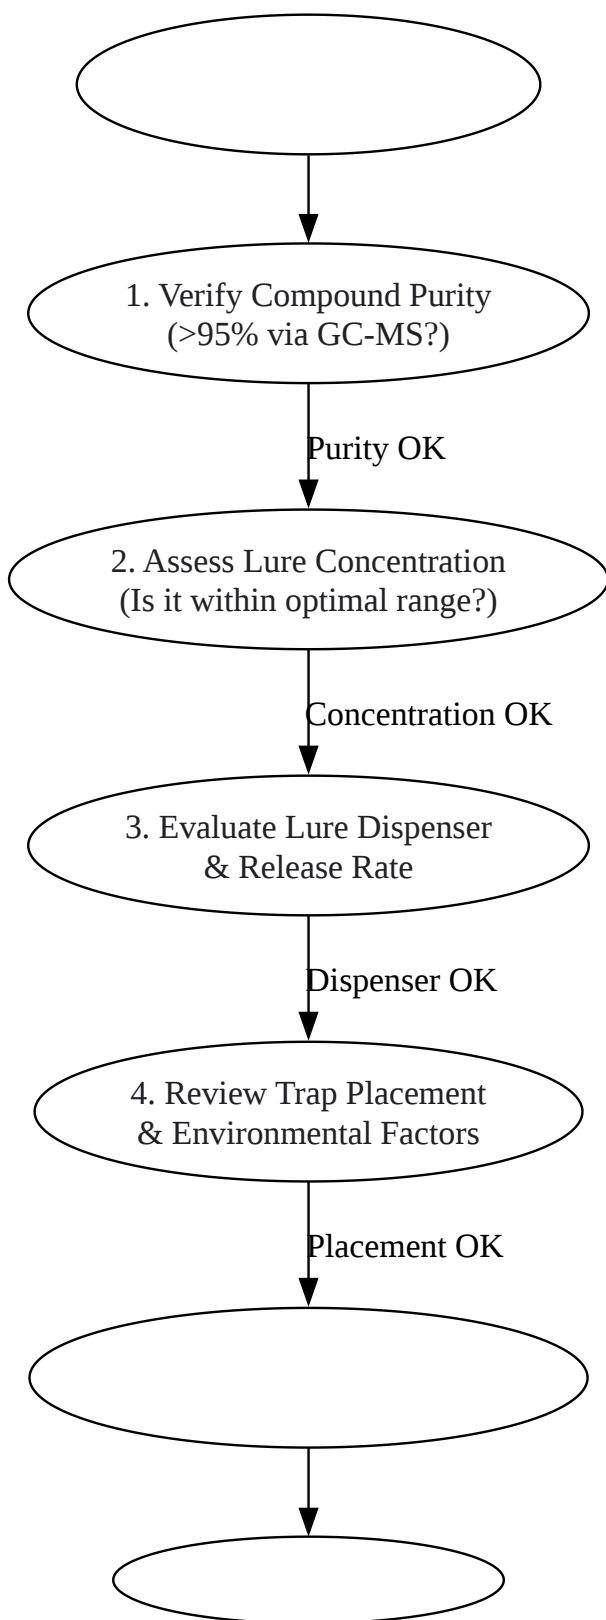 1. Verify Compound Purity
(>95% via GC-MS?)
Purity OK
2. Assess Lure Concentration
(Is it within optimal range?)
Concentration OK
3. Evaluate Lure Dispenser
& Release Rate
Dispenser OK
4. Review Trap Placement
& Environmental Factors
Placement OK